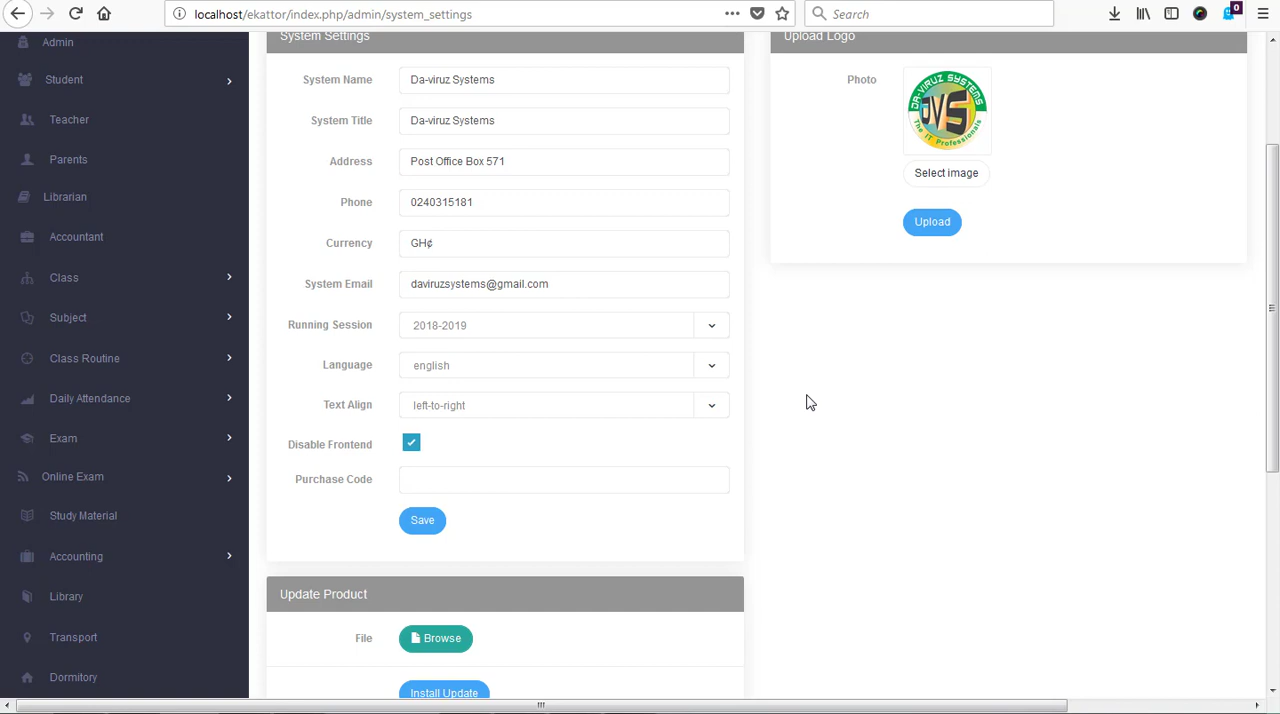 localhost/ekattor/index.php/admin/system_settings
Search
0
Admin
Student
Teacher
Parents
Librarian
Accountant
Class
Subject
Class Routine
Daily Attendance
Exam
Online Exam
Study Material
Accounting
Library
Transport
Dormitory
System Settings
System Name Da-viruz Systems
System Title Da-viruz Systems
Address Post Office Box 571
Phone 0240315181
Currency GH¢
System Email daviruzsystems@gmail.com
Running Session 2018-2019
Language english
Text Align left-to-right
Disable Frontend
Purchase Code
Save
Update Product
File Browse
Install Update
Upload Logo
Photo
DA-VIRUZ SYSTEMS
DVS
The IT Professionals
Select image
Upload